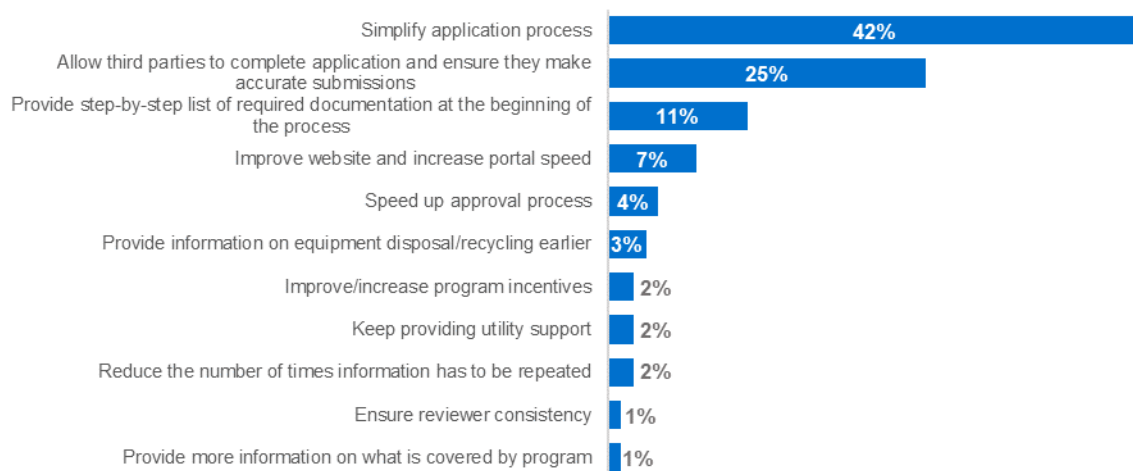 Simplify application process
42%
Allow third parties to complete application and ensure they make
accurate submissions
25%
Provide step-by-step list of required documentation at the beginning of
the process
11%
Improve website and increase portal speed
7%
Speed up approval process
4%
Provide information on equipment disposal/recycling earlier
3%
Improve/increase program incentives
2%
Keep providing utility support
2%
Reduce the number of times information has to be repeated
2%
Ensure reviewer consistency
1%
Provide more information on what is covered by program
1%